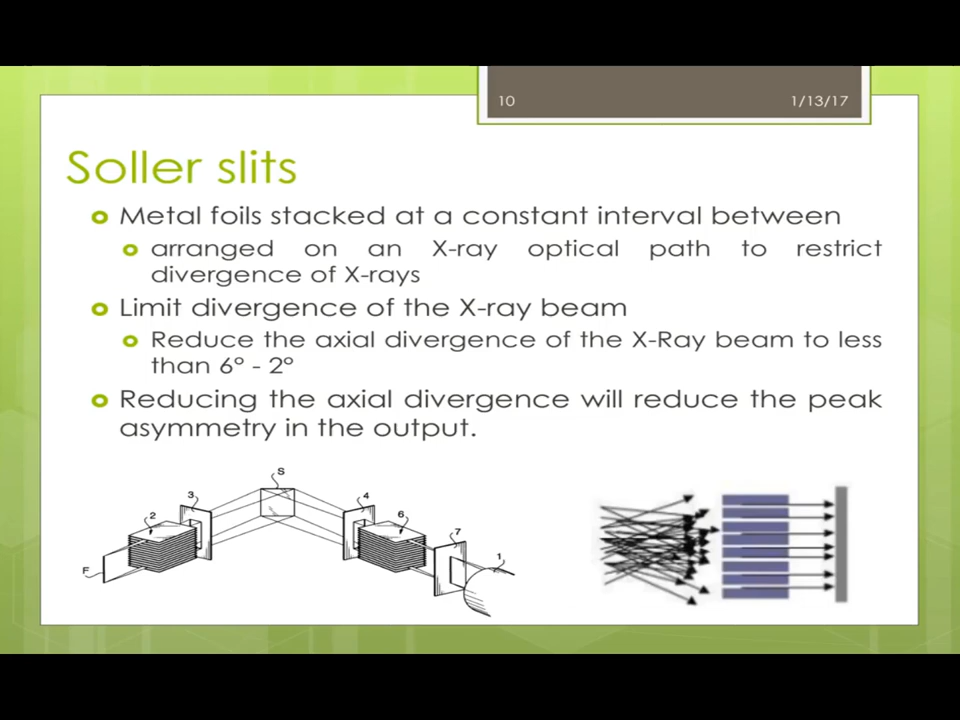 10
1/13/17
Soller slits
Metal foils stacked at a constant interval between
arranged on an X-ray optical path to restrict
divergence of X-rays
Limit divergence of the X-ray beam
Reduce the axial divergence of the X-Ray beam to less
than 6° - 2°
Reducing the axial divergence will reduce the peak
asymmetry in the output.
S
3
4
2
6
7
1
F